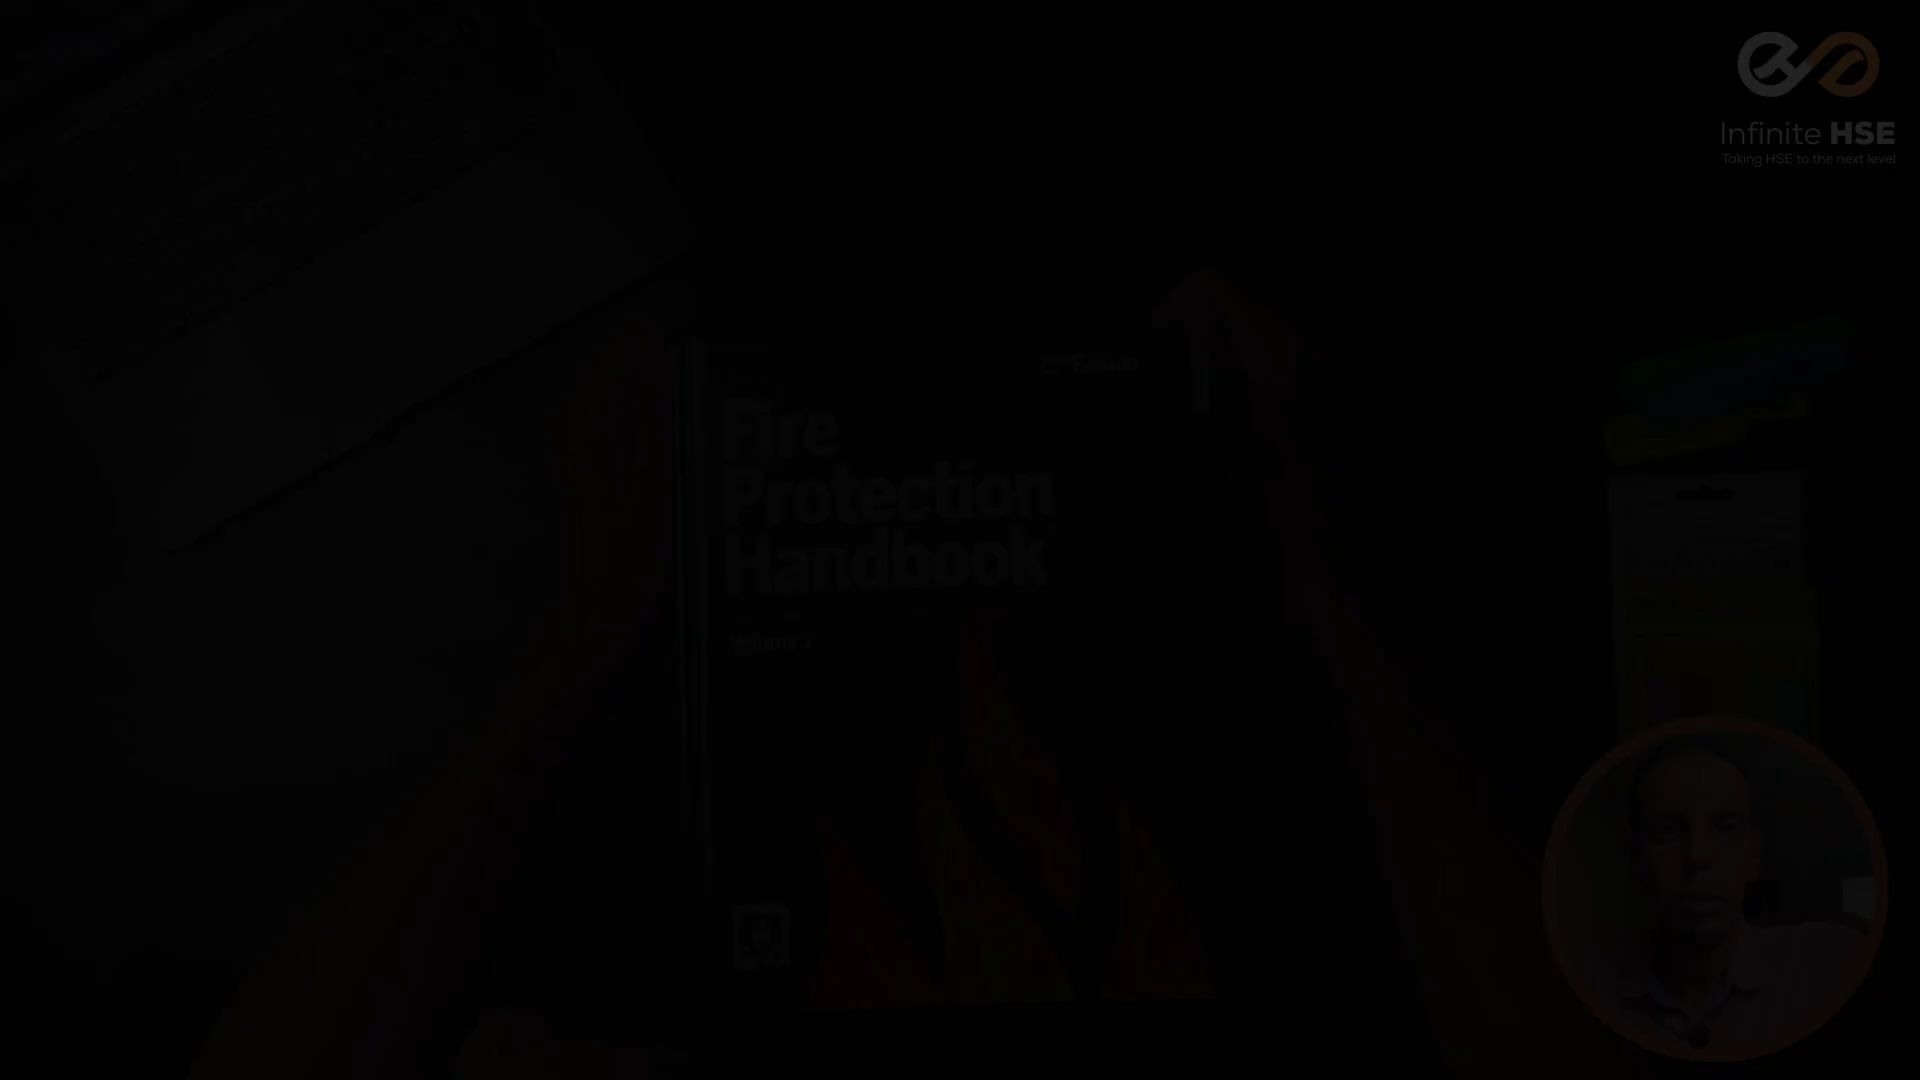 Infinite HSE
Taking HSE to the next level
Fire
Protection
Handbook